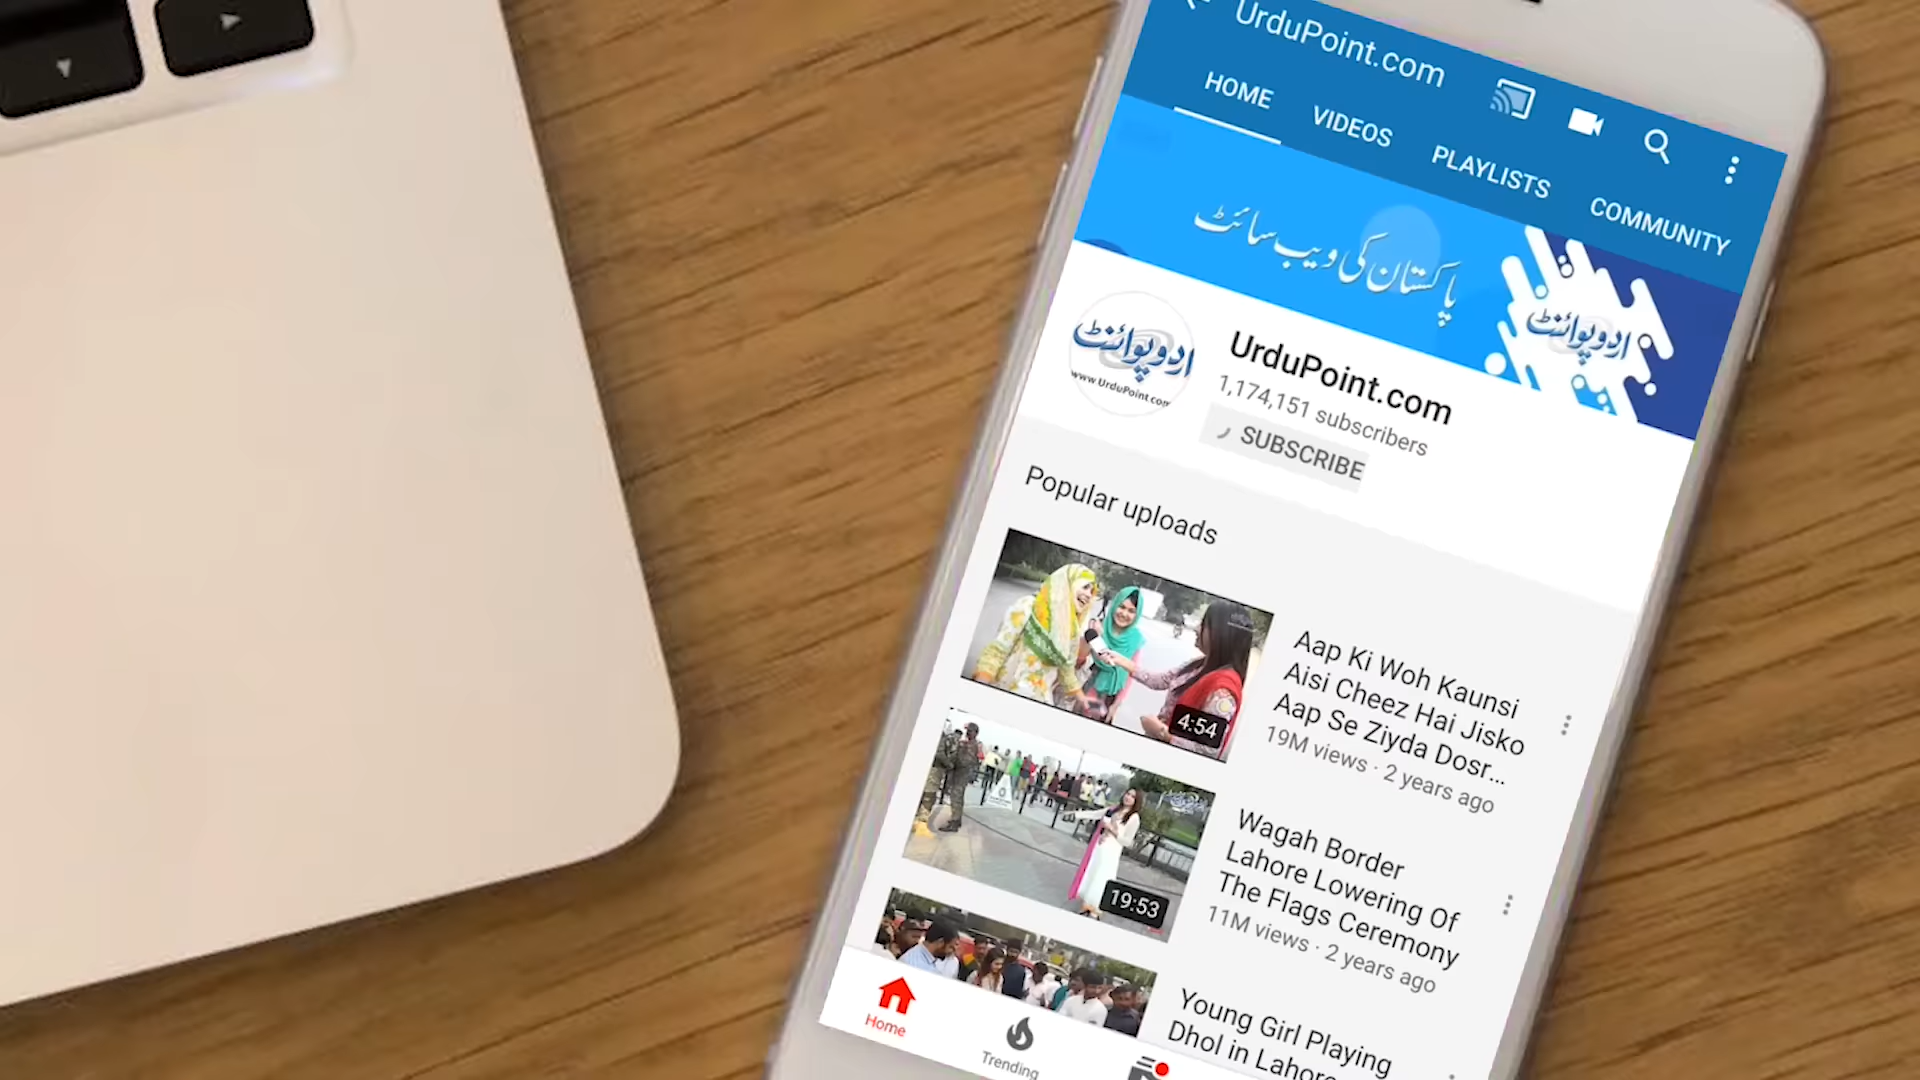 UrduPoint.com
HOME
VIDEOS
PLAYLISTS
COMMUNITY
پاکستان کی ویب سائٹ
اردوپوائنٹ
اردوپوائنٹ
www.UrduPoint.com
UrduPoint.com
1,174,151 subscribers
SUBSCRIBE
Popular uploads
4:54
Aap Ki Woh Kaunsi
Aisi Cheez Hai Jisko
Aap Se Ziyda Dosr...
19M views · 2 years ago
19:53
Wagah Border
Lahore Lowering Of
The Flags Ceremony
11M views · 2 years ago
Young Girl Playing
Dhol in Lahore
Home
Trending